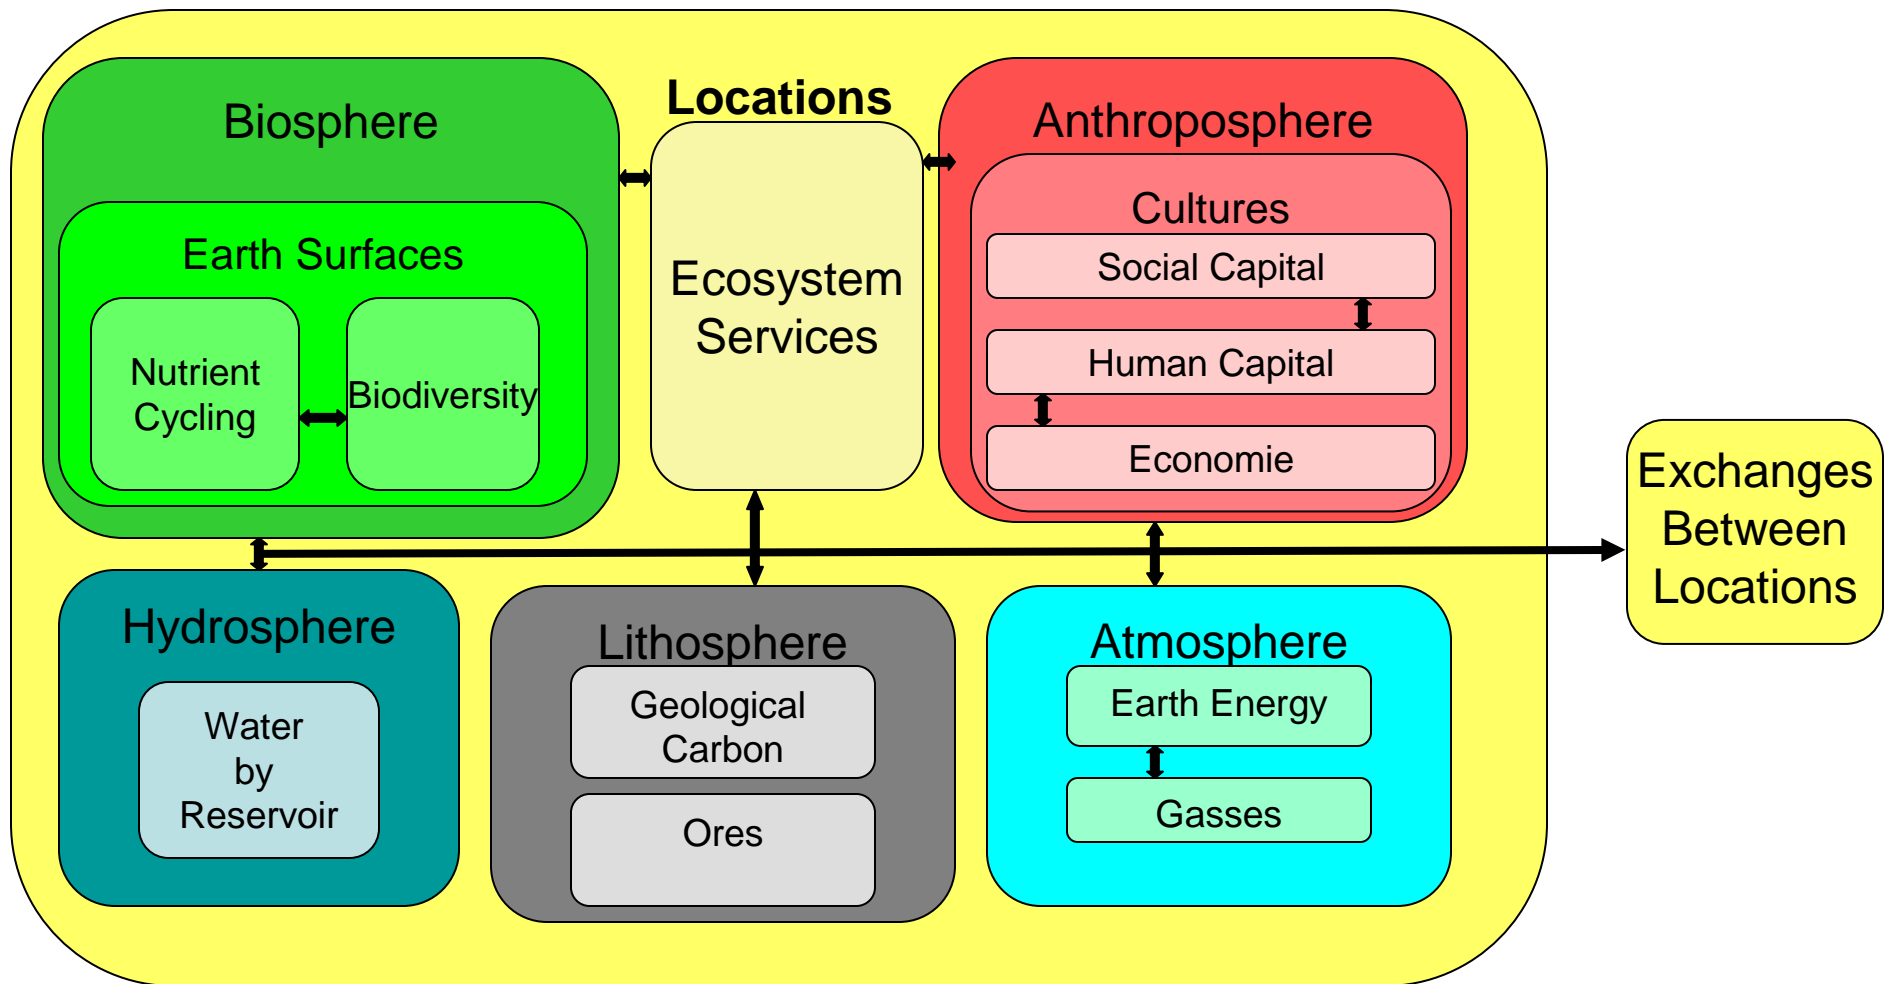 Locations
Biosphere
Earth Surfaces
Nutrient
Cycling
Biodiversity
Ecosystem
Services
Anthroposphere
Cultures
Social Capital
Human Capital
Economie
Exchanges
Between
Locations
Hydrosphere
Water
by
Reservoir
Lithosphere
Geological
Carbon
Ores
Atmosphere
Earth Energy
Gasses